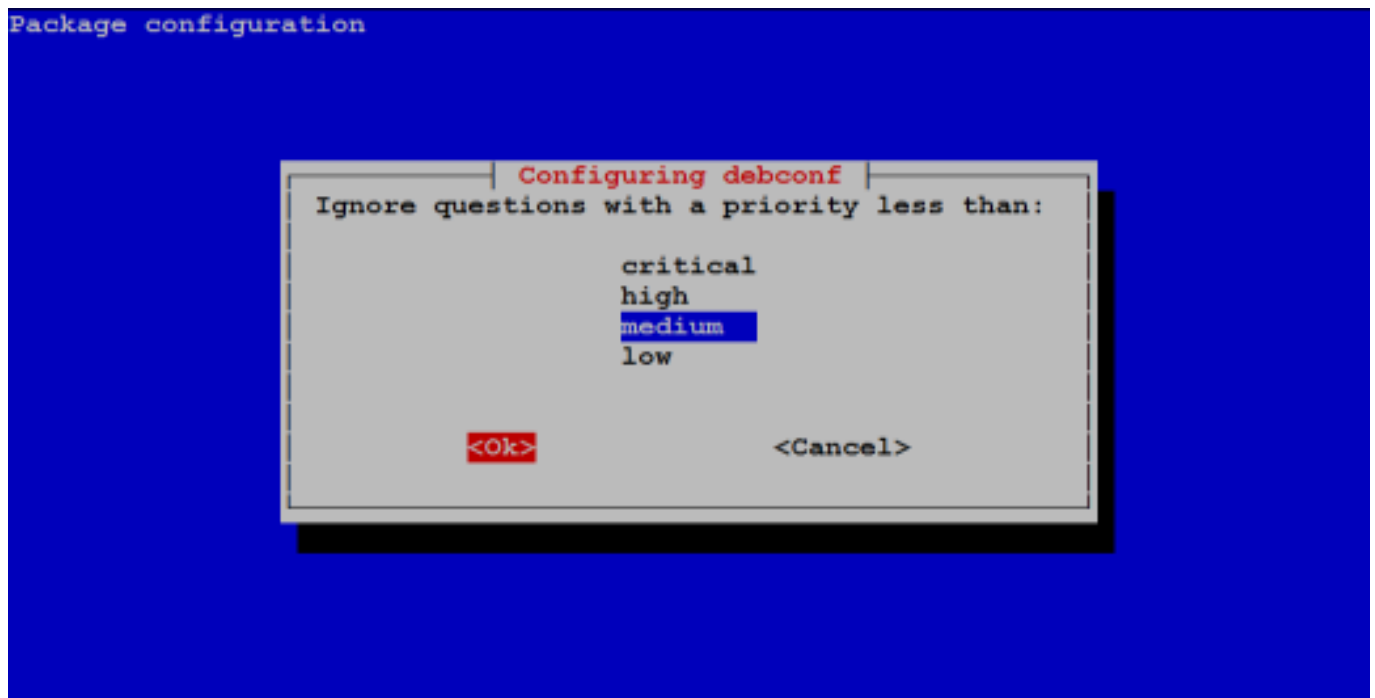 Package configuration
Configuring debconf
Ignore questions with a priority less than:
critical
high
medium
low
<Ok> <Cancel>